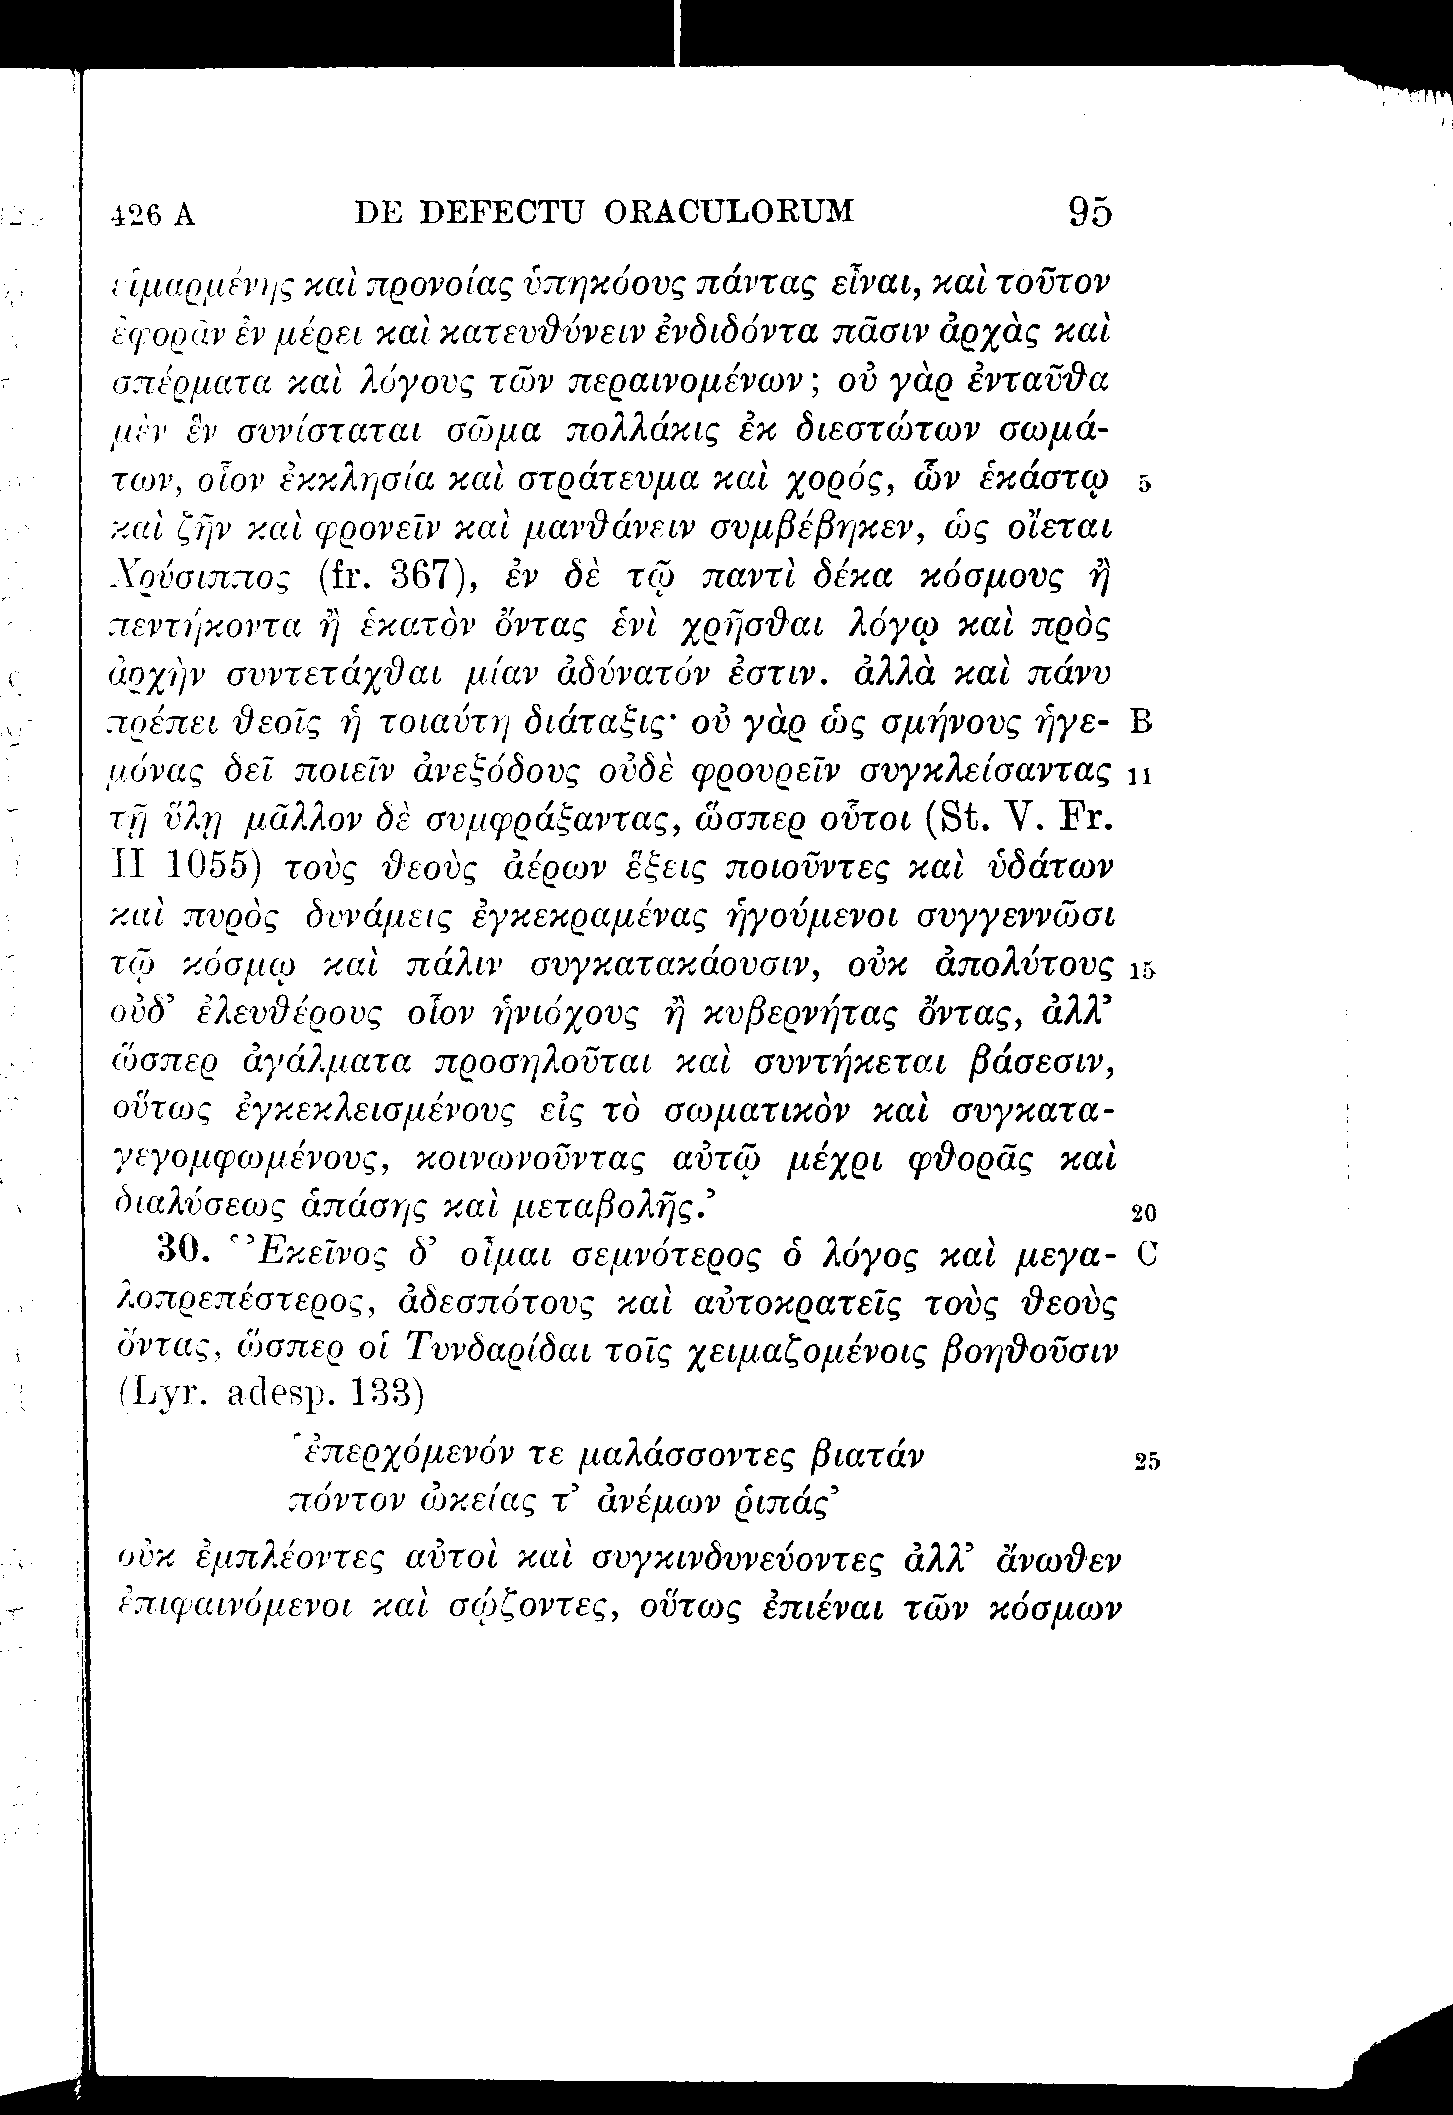 426 A DE DEFECTU ORACULORUM 95
εἱμαρμένης καὶ προνοίας ὑπηκόους πάντας εἶναι, καὶ τοῦτον
ἐφορᾶν ἐν μέρει καὶ κατευθύνειν ἐνδιδόντα πᾶσιν ἀρχὰς καὶ
σπέρματα καὶ λόγους τῶν περαινομένων; οὐ γὰρ ἐνταῦθα
μὲν ἓν συνίσταται σῶμα πολλάκις ἐκ διεστώτων σωμά-
των, οἷον ἐκκλησία καὶ στράτευμα καὶ χορός, ὧν ἑκάστῳ 5
καὶ ζῆν καὶ φρονεῖν καὶ μανθάνειν συμβέβηκεν, ὡς οἴεται
Χρύσιππος (fr. 367), ἐν δὲ τῷ παντὶ δέκα κόσμους ἢ
πεντήκοντα ἢ ἑκατὸν ὄντας ἑνὶ χρῆσθαι λόγῳ καὶ πρὸς
ἀρχὴν συντετάχθαι μίαν ἀδύνατόν ἐστιν. ἀλλὰ καὶ πάνυ
πρέπει θεοῖς ἡ τοιαύτη διάταξις· οὐ γὰρ ὡς σμήνους ἡγε- B
μόνας δεῖ ποιεῖν ἀνεξόδους οὐδὲ φρουρεῖν συγκλείσαντας 11
τῇ ὕλῃ μᾶλλον δὲ συμφράξαντας, ὥσπερ οὗτοι (St. V. Fr.
II 1055) τοὺς θεοὺς ἀέρων ἕξεις ποιοῦντες καὶ ὑδάτων
καὶ πυρὸς δυνάμεις ἐγκεκραμένας ἡγούμενοι συγγεννῶσι
τῷ κόσμῳ καὶ πάλιν συγκατακάουσιν, οὐκ ἀπολύτους 15
οὐδ’ ἐλευθέρους οἷον ἡνιόχους ἢ κυβερνήτας ὄντας, ἀλλ’
ὥσπερ ἀγάλματα προσηλοῦται καὶ συντήκεται βάσεσιν,
οὕτως ἐγκεκλεισμένους εἰς τὸ σωματικὸν καὶ συγκατα-
γεγομφωμένους, κοινωνοῦντας αὐτῷ μέχρι φθορᾶς καὶ
διαλύσεως ἁπάσης καὶ μεταβολῆς.’ 20
30. ‘Ἐκεῖνος δ’ οἶμαι σεμνότερος ὁ λόγος καὶ μεγα- C
λοπρεπέστερος, ἀδεσπότους καὶ αὐτοκρατεῖς τοὺς θεοὺς
ὄντας, ὥσπερ οἱ Τυνδαρίδαι τοῖς χειμαζομένοις βοηθοῦσιν
(Lyr. adesp. 133)
‘ἐπερχόμενόν τε μαλάσσοντες βιατάν 25
πόντον ὠκείας τ’ ἀνέμων ῥιπάς’
οὐκ ἐμπλέοντες αὐτοὶ καὶ συγκινδυνεύοντες ἀλλ’ ἄνωθεν
ἐπιφαινόμενοι καὶ σῴζοντες, οὕτως ἐπιέναι τῶν κόσμων